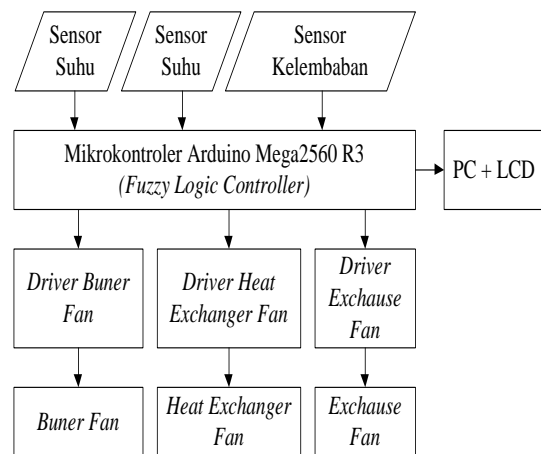 Sensor
Suhu
Sensor
Suhu
Sensor
Kelembaban
Mikrokontroler Arduino Mega2560 R3
(Fuzzy Logic Controller)
PC + LCD
Driver Buner
Fan
Driver Heat
Exchanger Fan
Driver
Exchause
Fan
Buner Fan
Heat Exchanger
Fan
Exchause
Fan